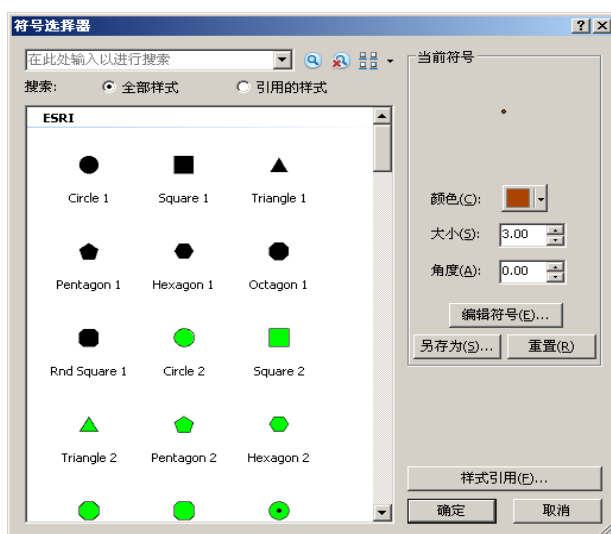 符号选择器
在此处输入以进行搜索
搜索: 全部样式 引用的样式
ESRI
Circle 1 Square 1 Triangle 1
Pentagon 1 Hexagon 1 Octagon 1
Rnd Square 1 Circle 2 Square 2
Triangle 2 Pentagon 2 Hexagon 2
当前符号
颜色(C):
大小(S): 3.00
角度(A): 0.00
编辑符号(E)...
另存为(S)... 重置(R)
样式引用(F)...
确定 取消